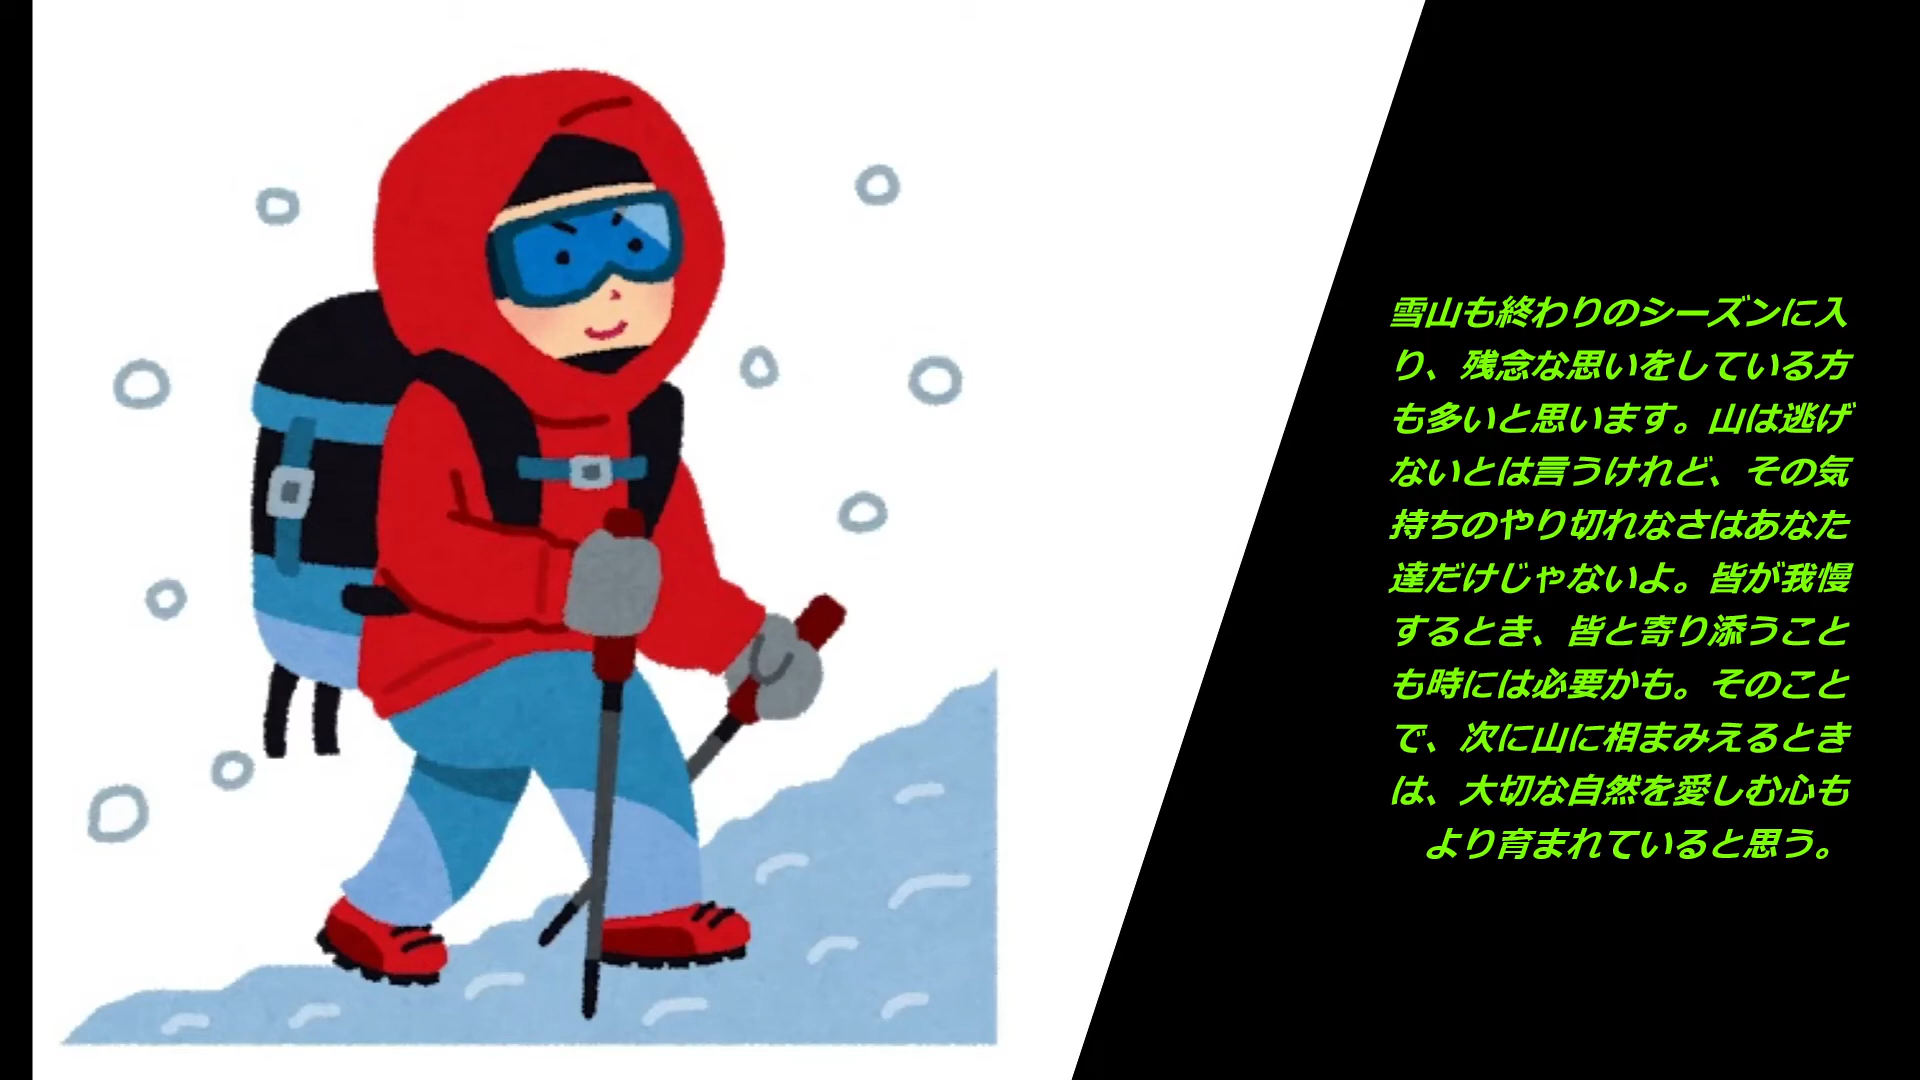 雪山も終わりのシーズンに入
り、残念な思いをしている方
も多いと思います。山は逃げ
ないとは言うけれど、その気
持ちのやり切れなさはあなた
達だけじゃないよ。皆が我慢
するとき、皆と寄り添うこと
も時には必要かも。そのこと
で、次に山に相まみえるとき
は、大切な自然を愛しむ心も
より育まれていると思う。